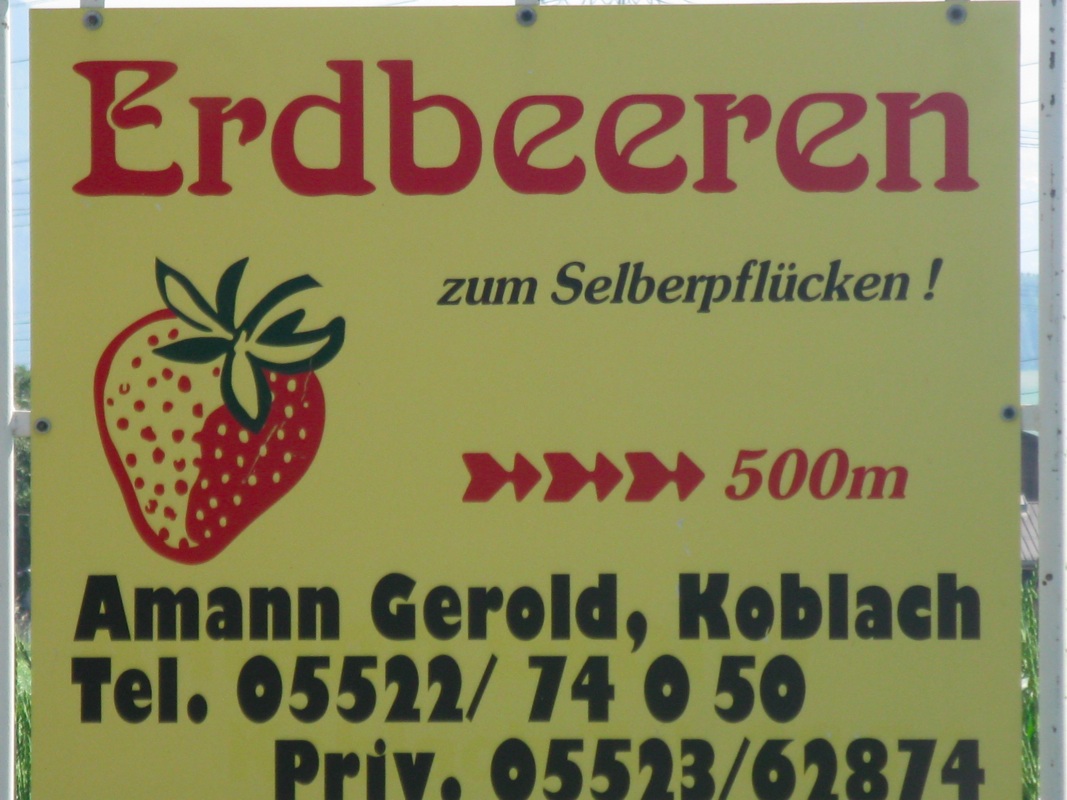 Erdbeeren
zum Selberpflücken !
500m
Amann Gerold, Koblach
Tel. 05522/ 74 0 50
Priv. 05523/62874